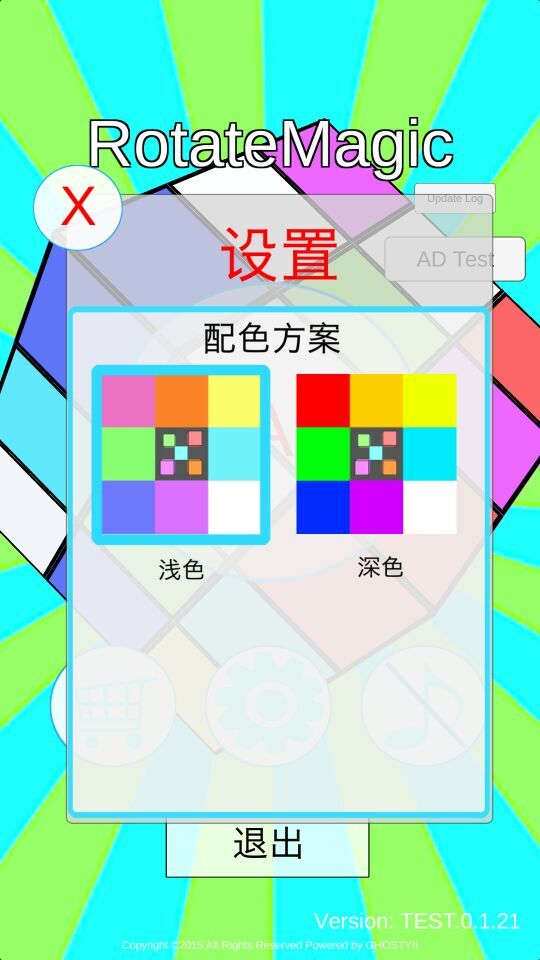 RotateMagic
X
Update Log
设置
AD Test
配色方案
浅色
深色
退出
Version: TEST.0.1.21
Copyright ©2015 All Rights Reserved Powered by GHOSTY!!